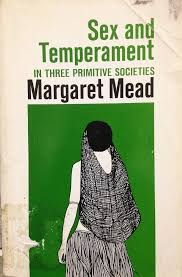 Sex and
Temperament
IN THREE PRIMITIVE SOCIETIES
Margaret Mead